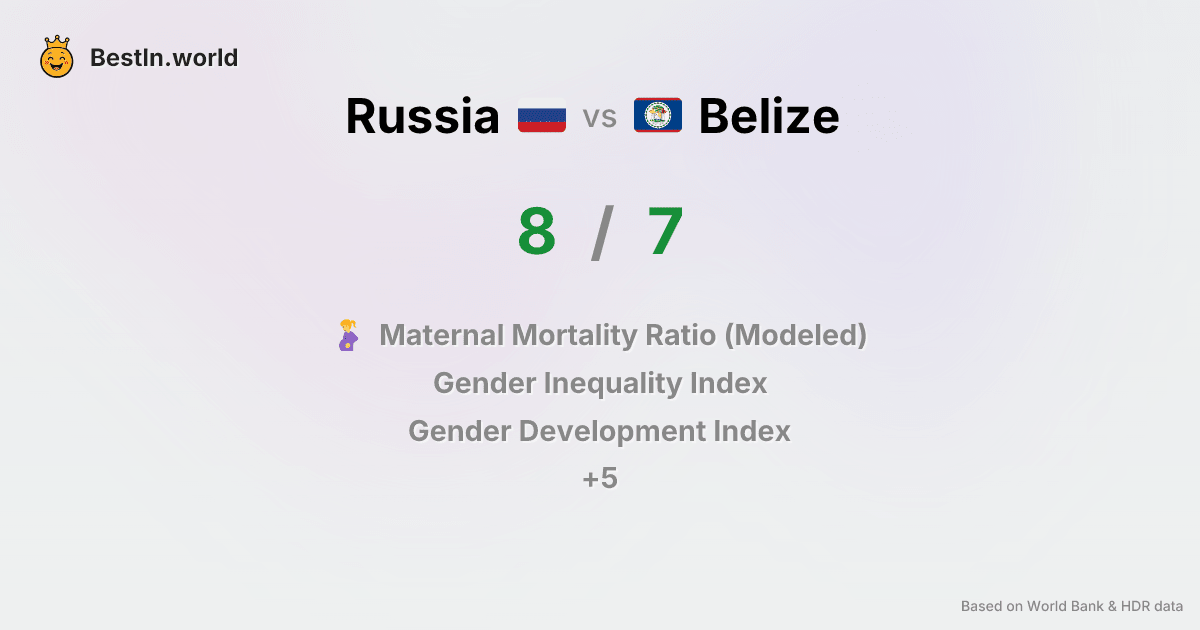 BestIn.world
Russia vs Belize
8 / 7
Maternal Mortality Ratio (Modeled)
Gender Inequality Index
Gender Development Index
+5
Based on World Bank & HDR data